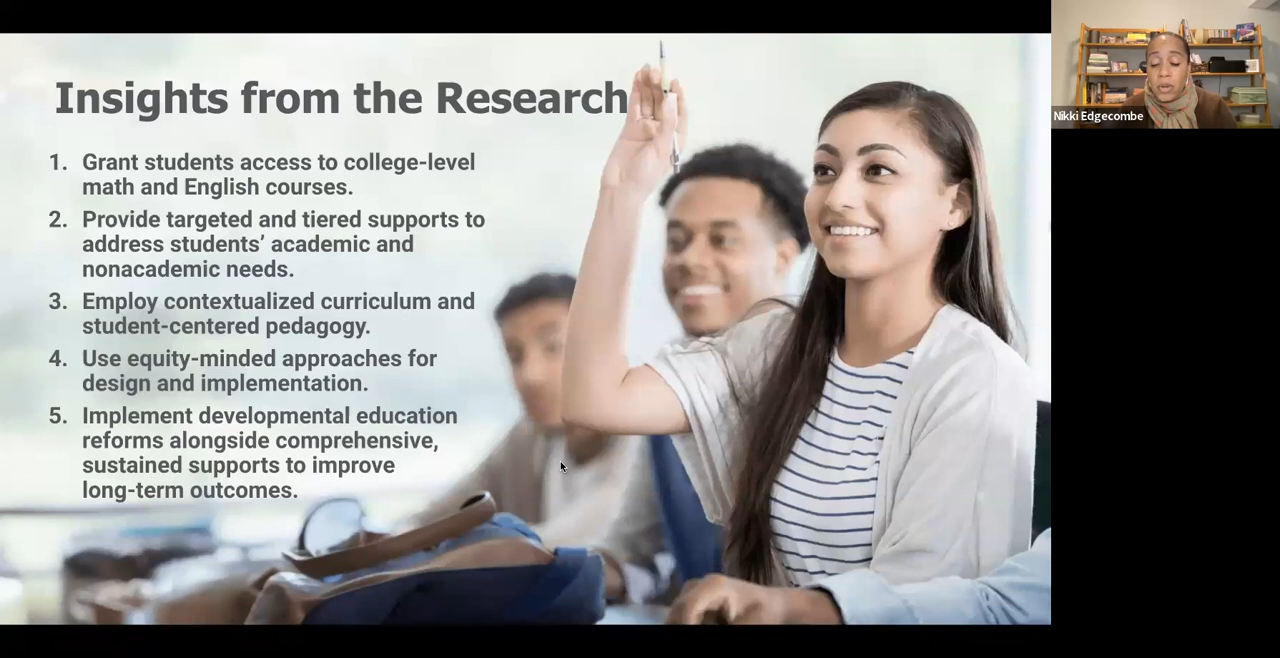 Insights from the Research
1. Grant students access to college-level
math and English courses.
2. Provide targeted and tiered supports to
address students’ academic and
nonacademic needs.
3. Employ contextualized curriculum and
student-centered pedagogy.
4. Use equity-minded approaches for
design and implementation.
5. Implement developmental education
reforms alongside comprehensive,
sustained supports to improve
long-term outcomes.
Nikki Edgecombe